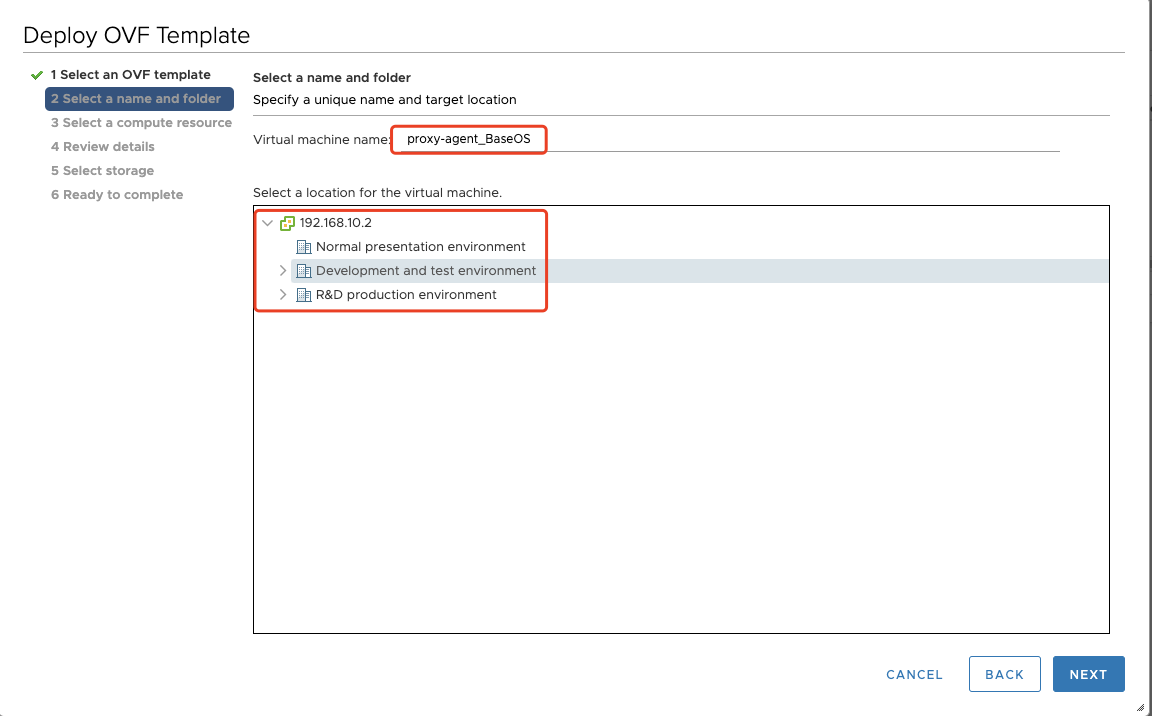 Deploy OVF Template
1 Select an OVF template
2 Select a name and folder
3 Select a compute resource
4 Review details
5 Select storage
6 Ready to complete
Select a name and folder
Specify a unique name and target location
Virtual machine name: proxy-agent_BaseOS
Select a location for the virtual machine.
192.168.10.2
Normal presentation environment
Development and test environment
R&D production environment
CANCEL
BACK
NEXT